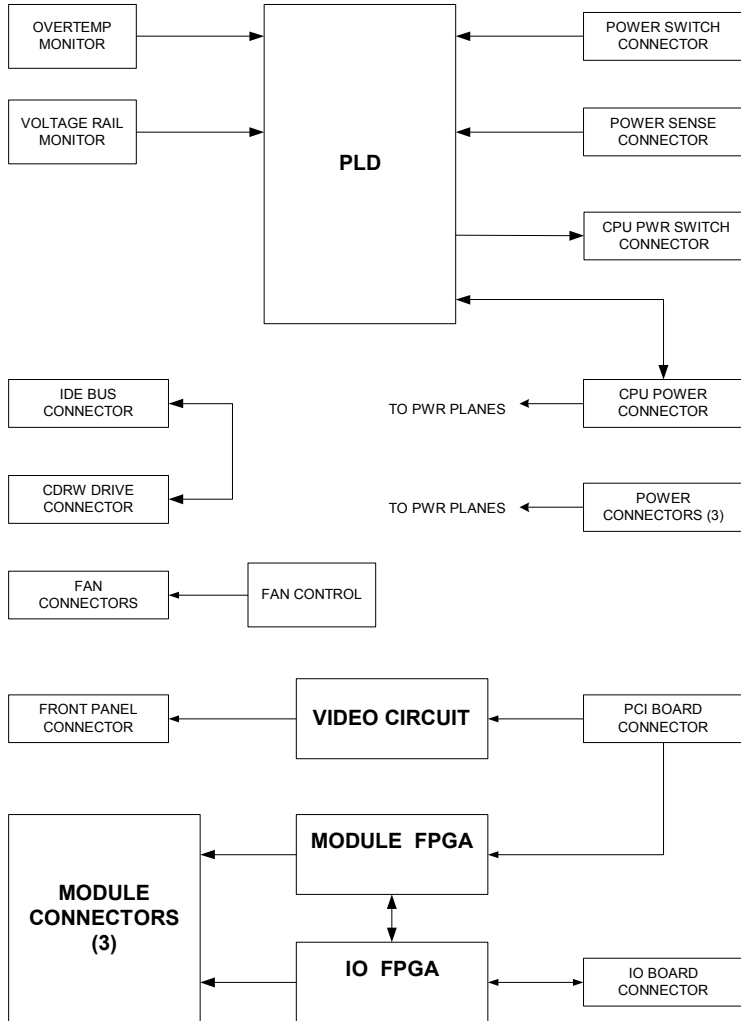 OVERTEMP
MONITOR
POWER SWITCH
CONNECTOR
VOLTAGE RAIL
MONITOR
PLD
POWER SENSE
CONNECTOR
CPU PWR SWITCH
CONNECTOR
IDE BUS
CONNECTOR
TO PWR PLANES
CPU POWER
CONNECTOR
CDRW DRIVE
CONNECTOR
TO PWR PLANES
POWER
CONNECTORS (3)
FAN
CONNECTORS
FAN CONTROL
FRONT PANEL
CONNECTOR
VIDEO CIRCUIT
PCI BOARD
CONNECTOR
MODULE FPGA
MODULE
CONNECTORS
(3)
IO FPGA
IO BOARD
CONNECTOR